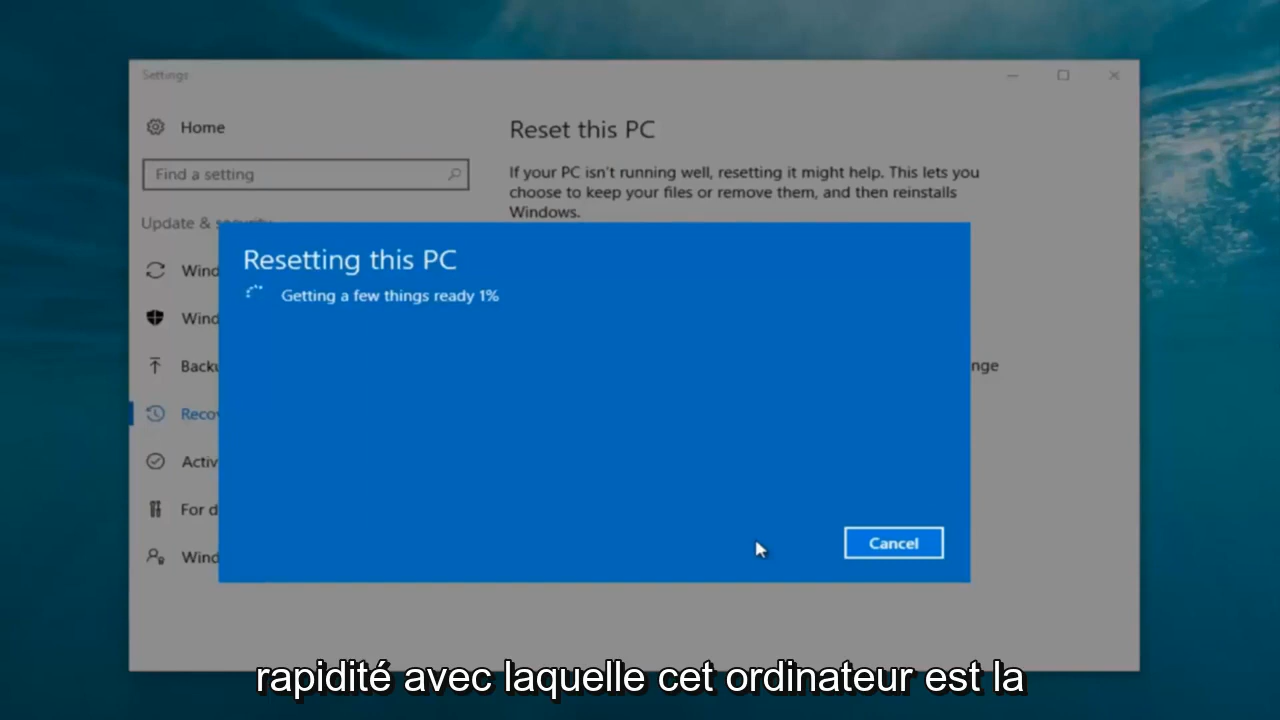 Settings
Home
Reset this PC
Find a setting
If your PC isn't running well, resetting it might help. This lets you
choose to keep your files or remove them, and then reinstalls
Windows.
Update & security
Resetting this PC
Getting a few things ready 1%
Wind
Wind
Backu
nge
Recov
Activ
For d
Wind
Cancel
rapidité avec laquelle cet ordinateur est la